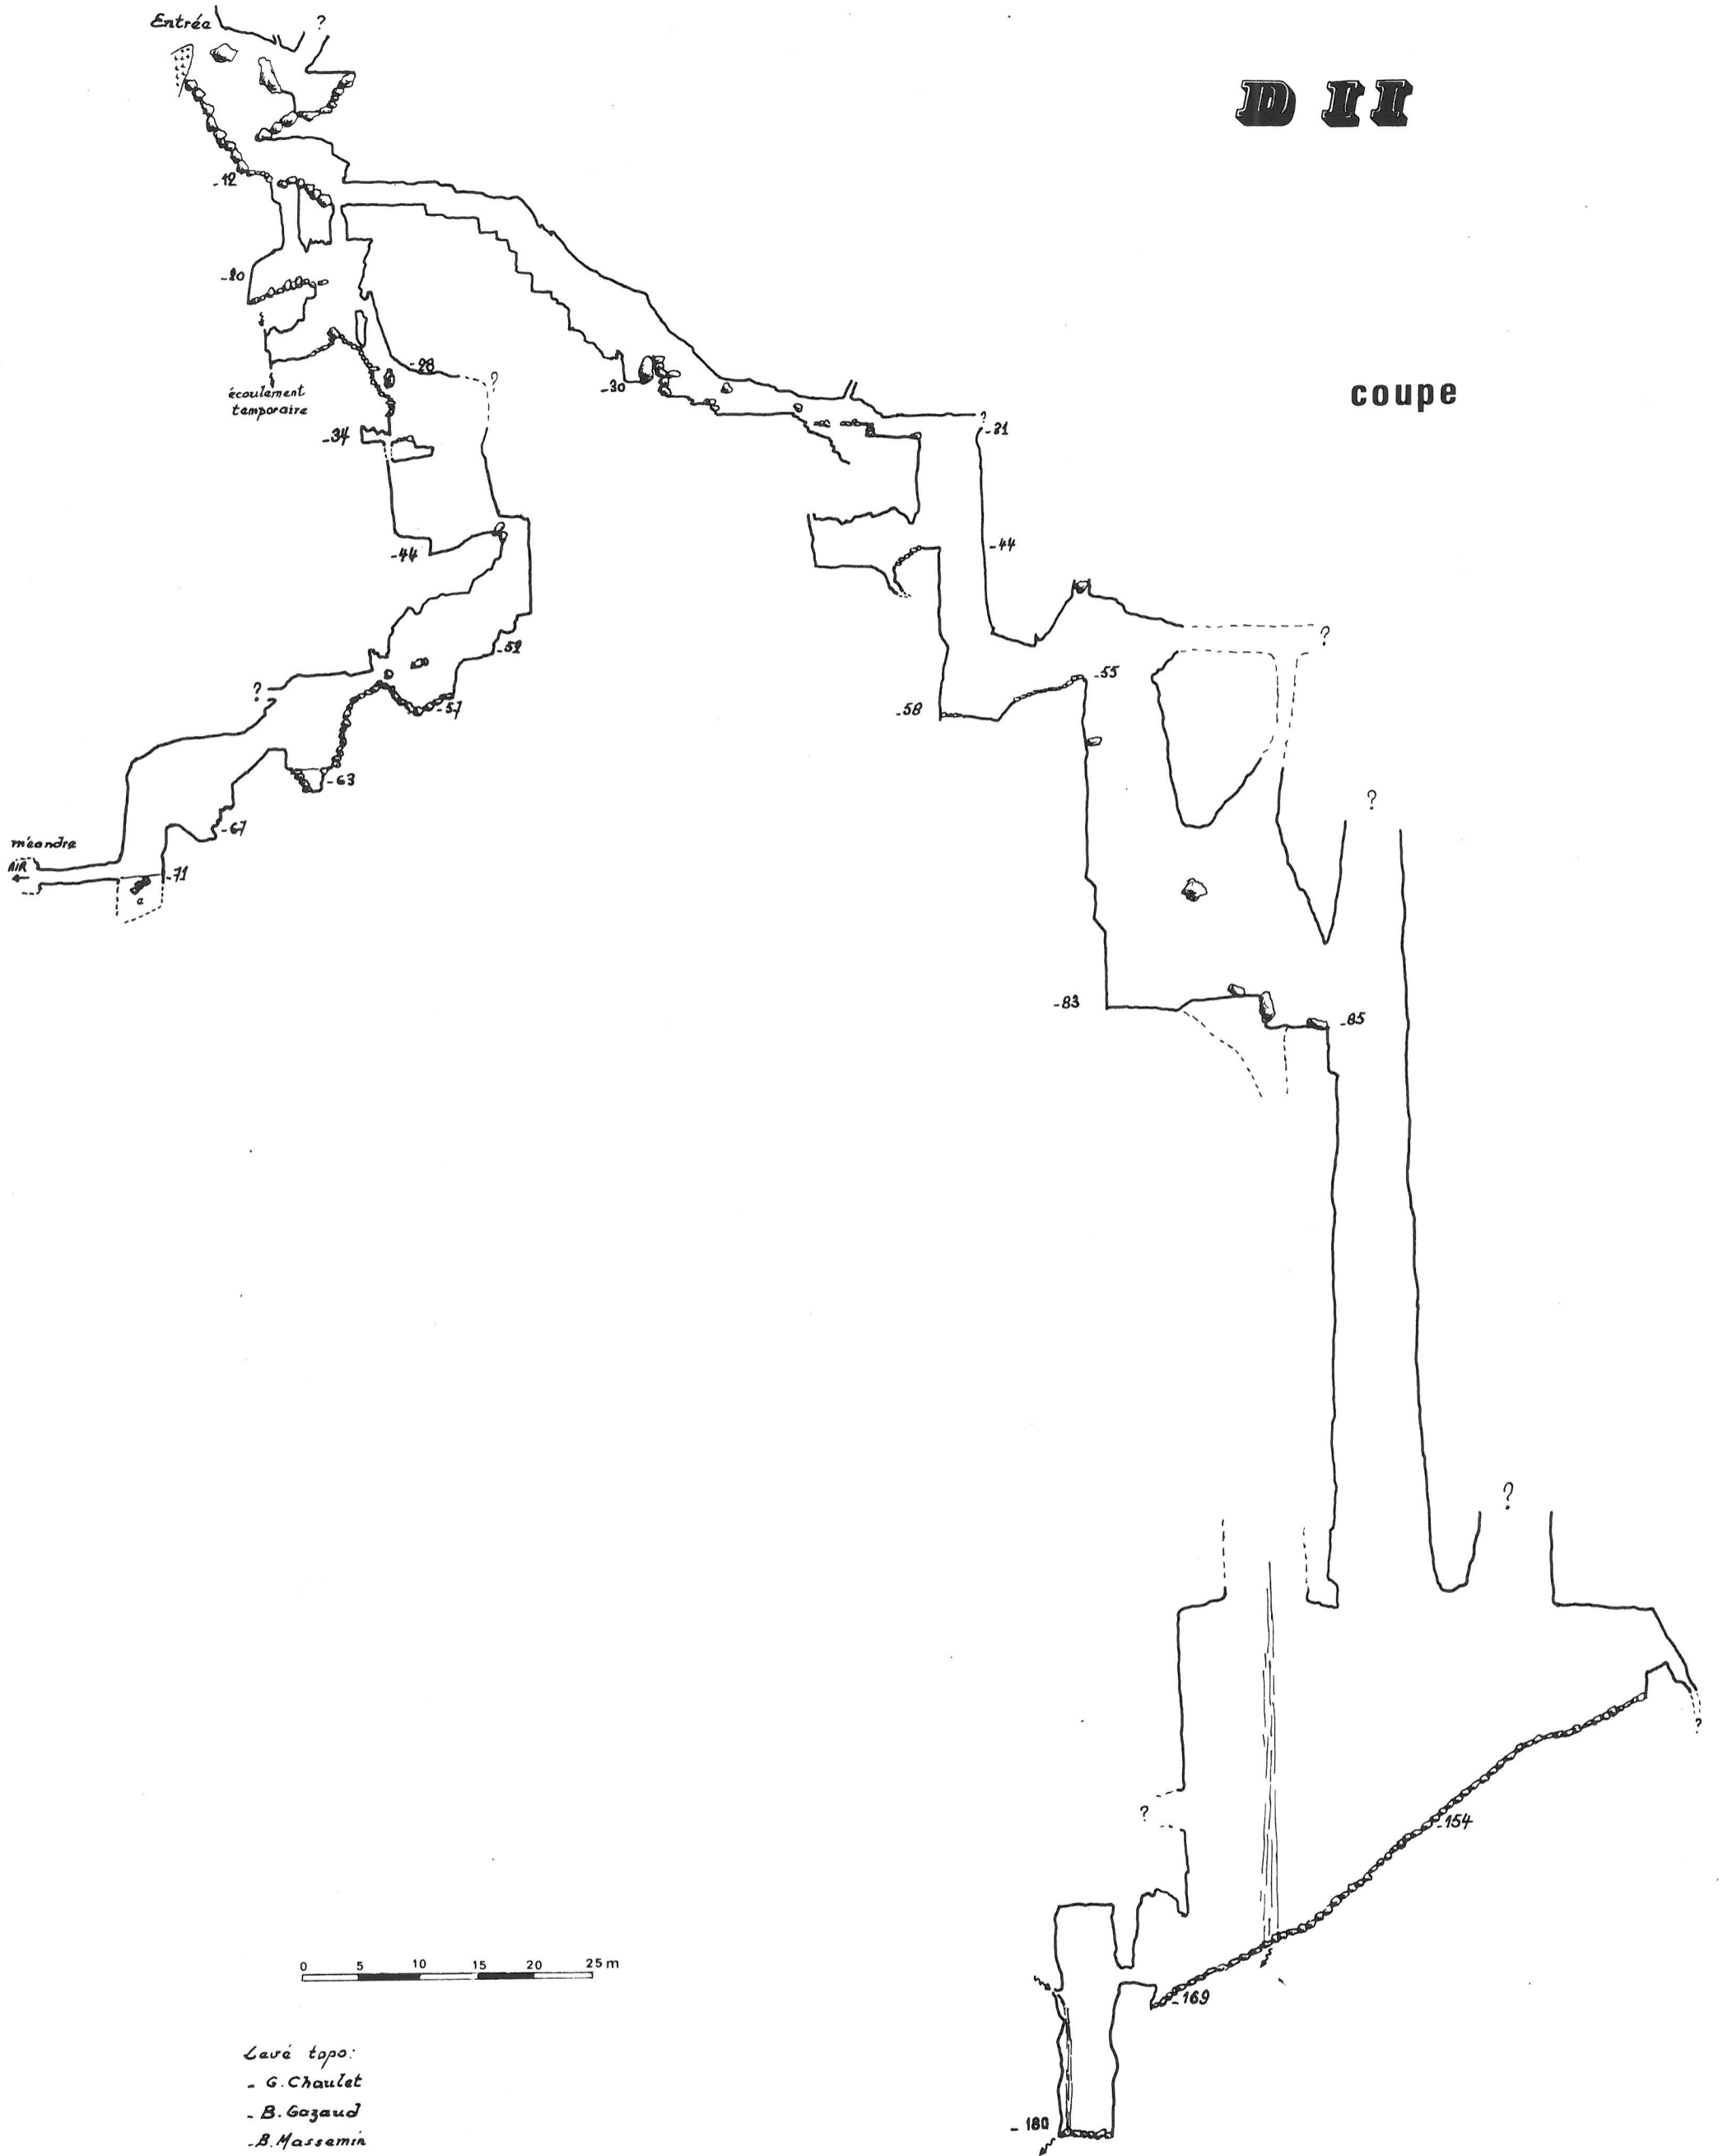 Entrée
?
D II
-12
-20
-28
?
coupe
-30
écoulement
temporaire
?
-31
-34
-44
-44
?
-52
-55
?
-57
-58
-63
?
-67
méandre
AIR
-71
a
-83
-85
?
?
?
-154
0 5 10 15 20 25 m
-169
Levé topo:
- G. Chaulet
- B. Gazaud
- B. Massemin
-180